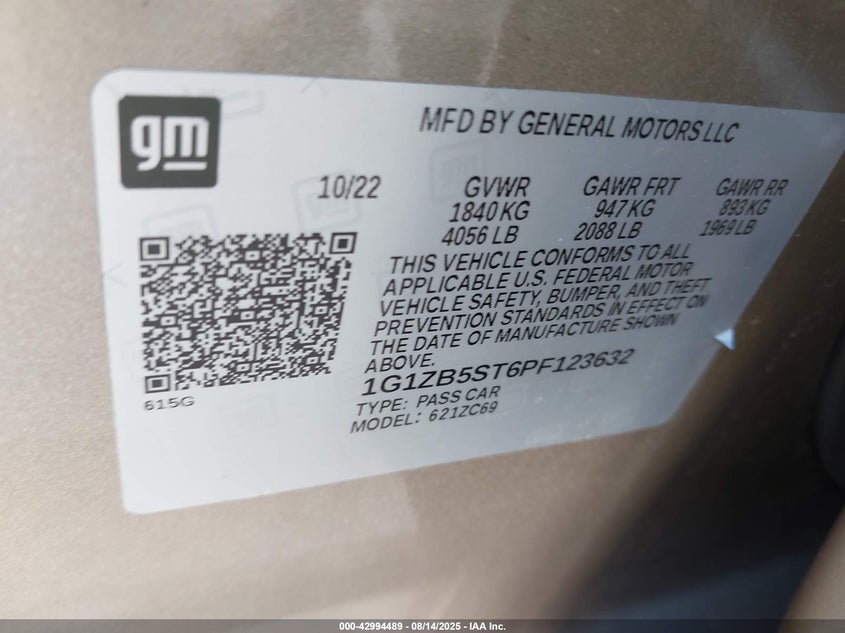 gm
MFD BY GENERAL MOTORS LLC
10/22 GVWR GAWR FRT GAWR RR
1840 KG 947 KG 893 KG
4056 LB 2088 LB 1969 LB
THIS VEHICLE CONFORMS TO ALL
APPLICABLE U.S. FEDERAL MOTOR
VEHICLE SAFETY, BUMPER, AND THEFT
PREVENTION STANDARDS IN EFFECT ON
THE DATE OF MANUFACTURE SHOWN
ABOVE.
1G1ZB5ST6PF123632
TYPE: PASS CAR
MODEL: 621ZC69
615G
000-42994489 - 08/14/2025 - IAA Inc.